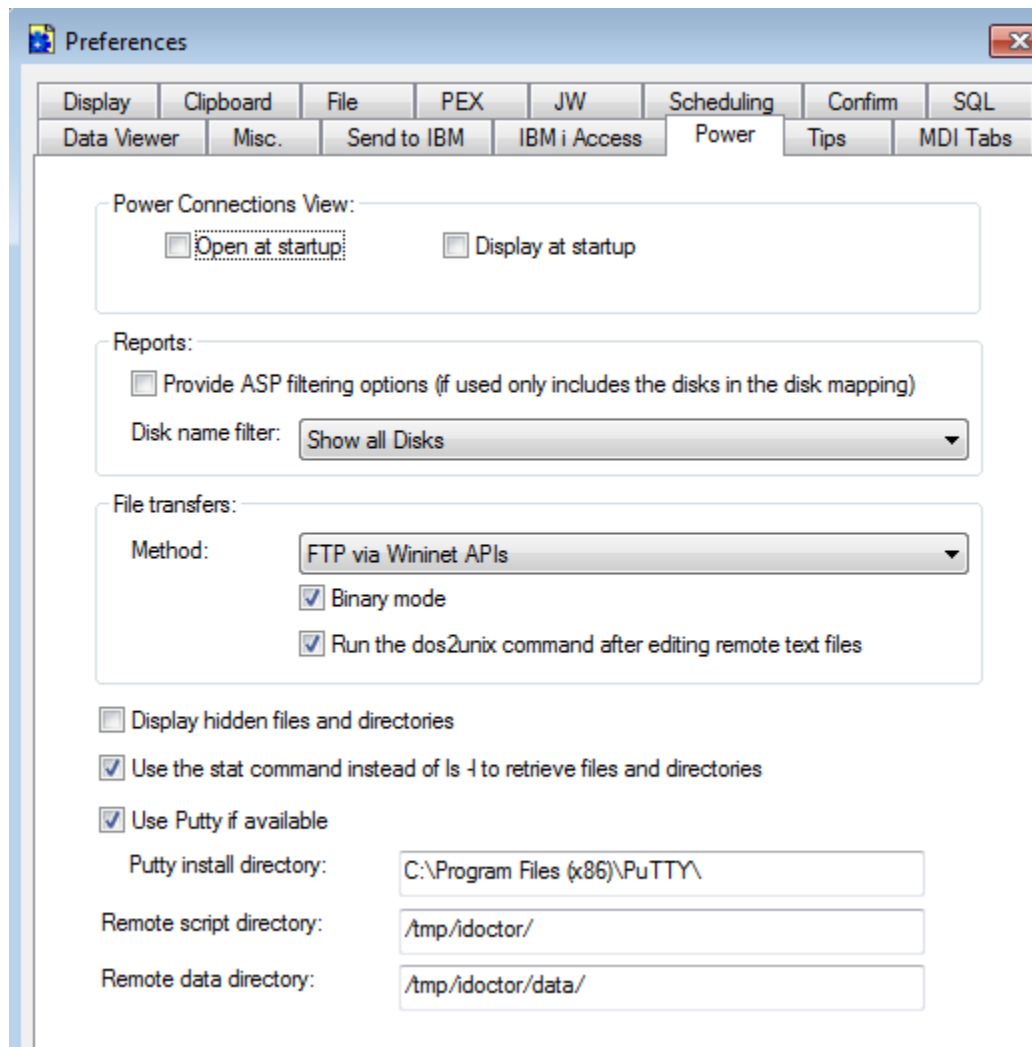 Preferences
Display Clipboard File PEX JW Scheduling Confirm SQL
Data Viewer Misc. Send to IBM IBM i Access Power Tips MDI Tabs
Power Connections View:
Open at startup Display at startup
Reports:
Provide ASP filtering options (if used only includes the disks in the disk mapping)
Disk name filter: Show all Disks
File transfers:
Method: FTP via Wininet APIs
Binary mode
Run the dos2unix command after editing remote text files
Display hidden files and directories
Use the stat command instead of ls -l to retrieve files and directories
Use Putty if available
Putty install directory: C:\Program Files (x86)\PuTTY\
Remote script directory: /tmp/idoctor/
Remote data directory: /tmp/idoctor/data/